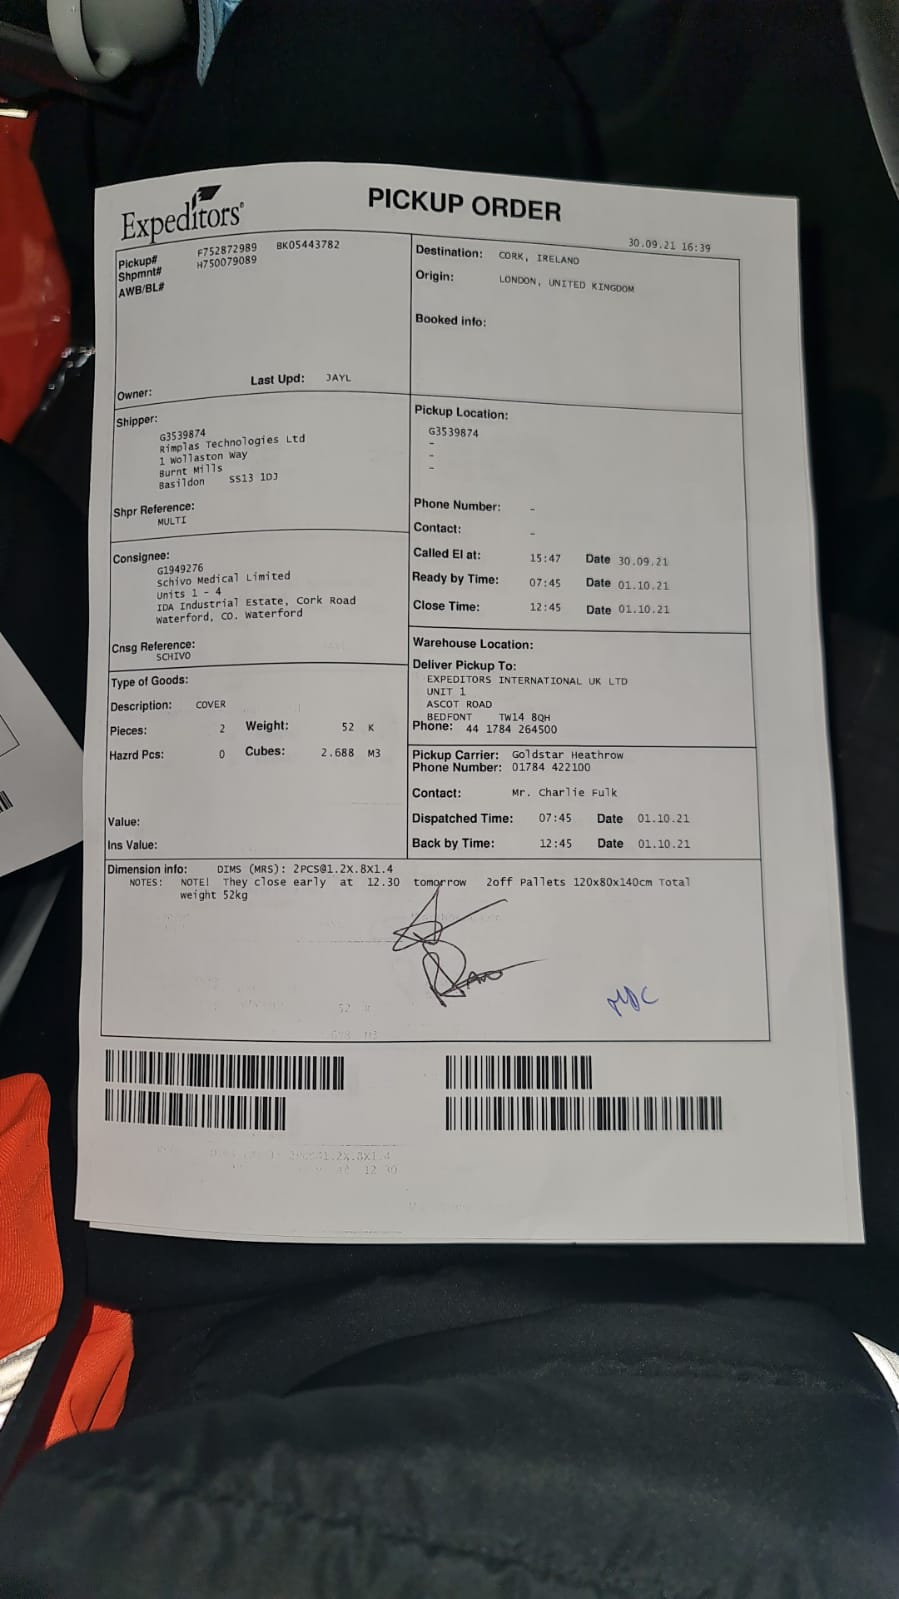 Expeditors®
PICKUP ORDER
30.09.21 16:39
Pickup# F752872989 BK05443782
Shpmnt# H750079089
AWB/BL#
Owner:
Last Upd: JAYL
Destination: CORK, IRELAND
Origin: LONDON, UNITED KINGDOM
Booked info:
Shipper:
G3539874
Rimplas Technologies Ltd
1 Wollaston Way
Burnt Mills
Basildon SS13 1DJ
Shpr Reference:
MULTI
Pickup Location:
G3539874
-
-
-
Phone Number: -
Contact: -
Called EI at: 15:47 Date 30.09.21
Ready by Time: 07:45 Date 01.10.21
Close Time: 12:45 Date 01.10.21
Consignee:
G1949276
Schivo Medical Limited
Units 1 - 4
IDA Industrial Estate, Cork Road
Waterford, CO. Waterford
Cnsg Reference:
SCHIVO
Warehouse Location:
Deliver Pickup To:
EXPEDITORS INTERNATIONAL UK LTD
UNIT 1
ASCOT ROAD
BEDFONT TW14 8QH
Phone: 44 1784 264500
Type of Goods:
Description: COVER
Pieces: 2 Weight: 52 K
Hazrd Pcs: 0 Cubes: 2.688 M3
Value:
Ins Value:
Pickup Carrier: Goldstar Heathrow
Phone Number: 01784 422100
Contact: Mr. Charlie Fulk
Dispatched Time: 07:45 Date 01.10.21
Back by Time: 12:45 Date 01.10.21
Dimension info: DIMS (MRS): 2PCS@1.2X.8X1.4
NOTES: NOTE! They close early at 12.30 tomorrow 2off Pallets 120x80x140cm Total
weight 52kg
2PCS@1.2X.8X1.4
12 30